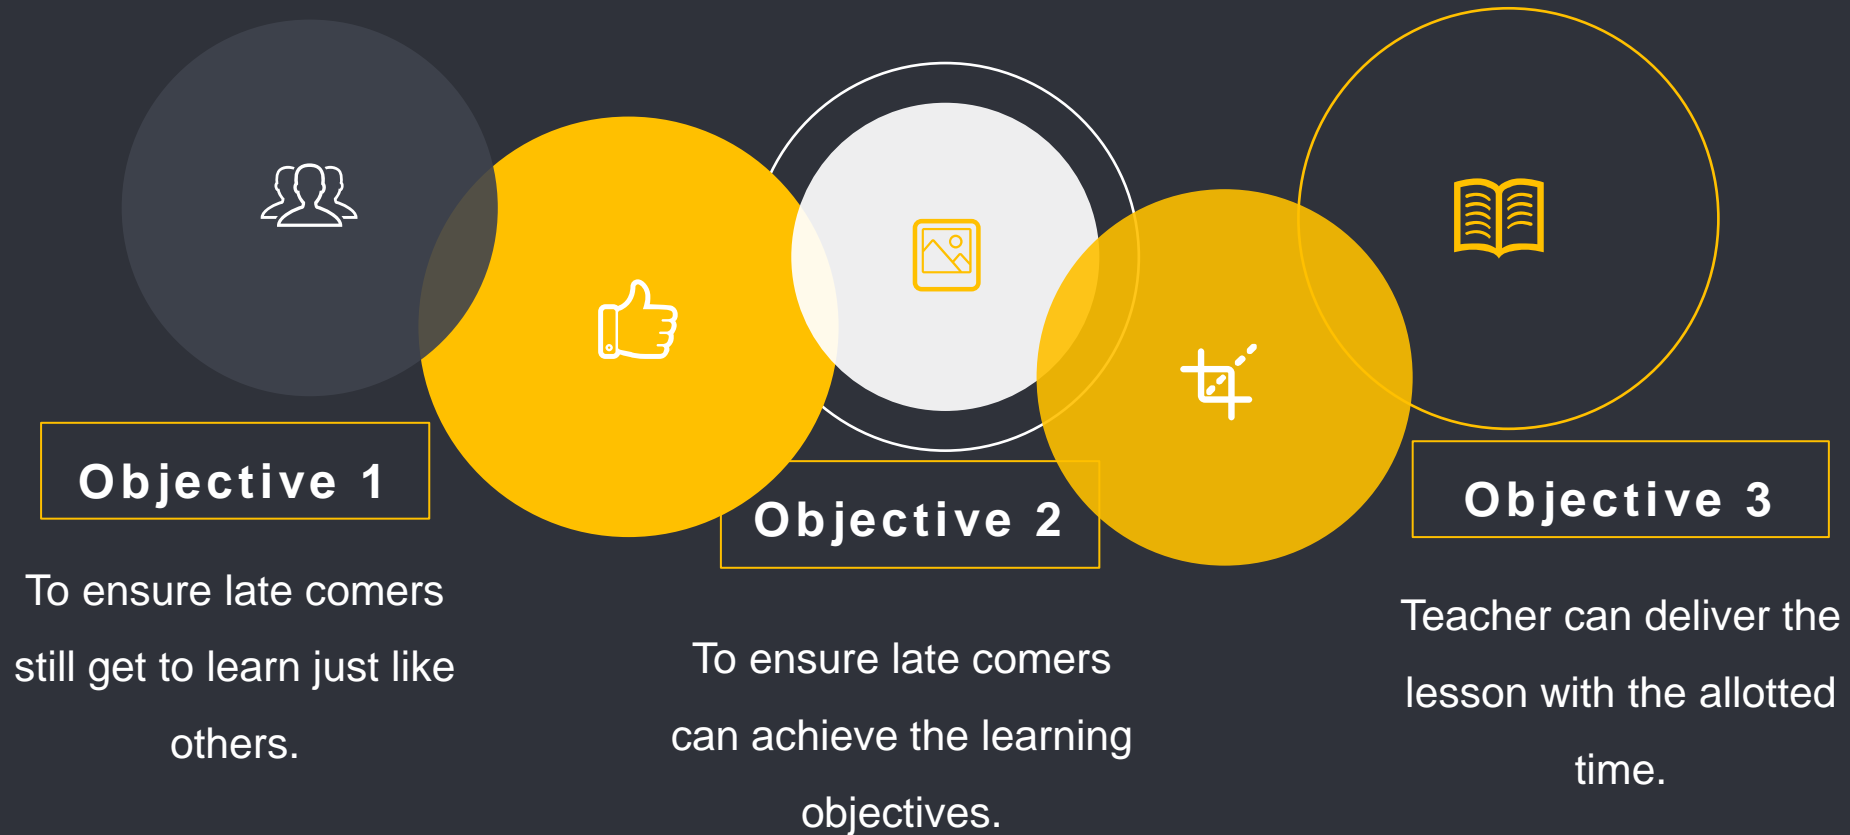 Objective 1
To ensure late comers
still get to learn just like
others.
Objective 2
To ensure late comers
can achieve the learning
objectives.
Objective 3
Teacher can deliver the
lesson with the allotted
time.